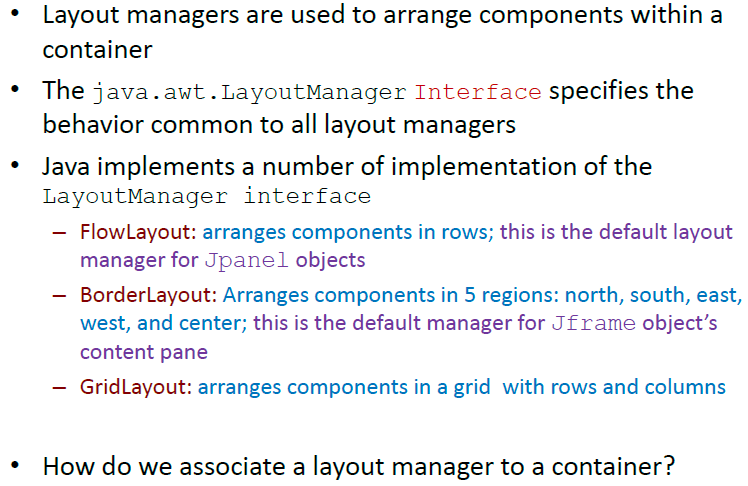 • Layout managers are used to arrange components within a
container
• The java.awt.LayoutManager Interface specifies the
behavior common to all layout managers
• Java implements a number of implementation of the
LayoutManager interface
– FlowLayout: arranges components in rows; this is the default layout
manager for Jpanel objects
– BorderLayout: Arranges components in 5 regions: north, south, east,
west, and center; this is the default manager for Jframe object’s
content pane
– GridLayout: arranges components in a grid with rows and columns
• How do we associate a layout manager to a container?